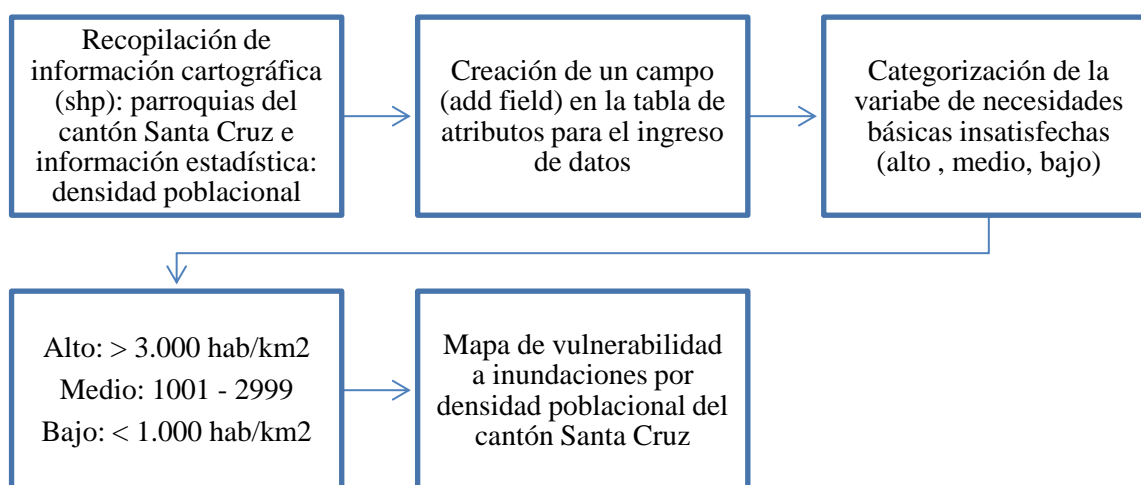 Recopilación de
información cartográfica
(shp): parroquias del
cantón Santa Cruz e
información estadística:
densidad poblacional
Creación de un campo
(add field) en la tabla de
atributos para el ingreso
de datos
Categorización de la
variabe de necesidades
básicas insatisfechas
(alto , medio, bajo)
Alto: > 3.000 hab/km2
Medio: 1001 - 2999
Bajo: < 1.000 hab/km2
Mapa de vulnerabilidad
a inundaciones por
densidad poblacional del
cantón Santa Cruz